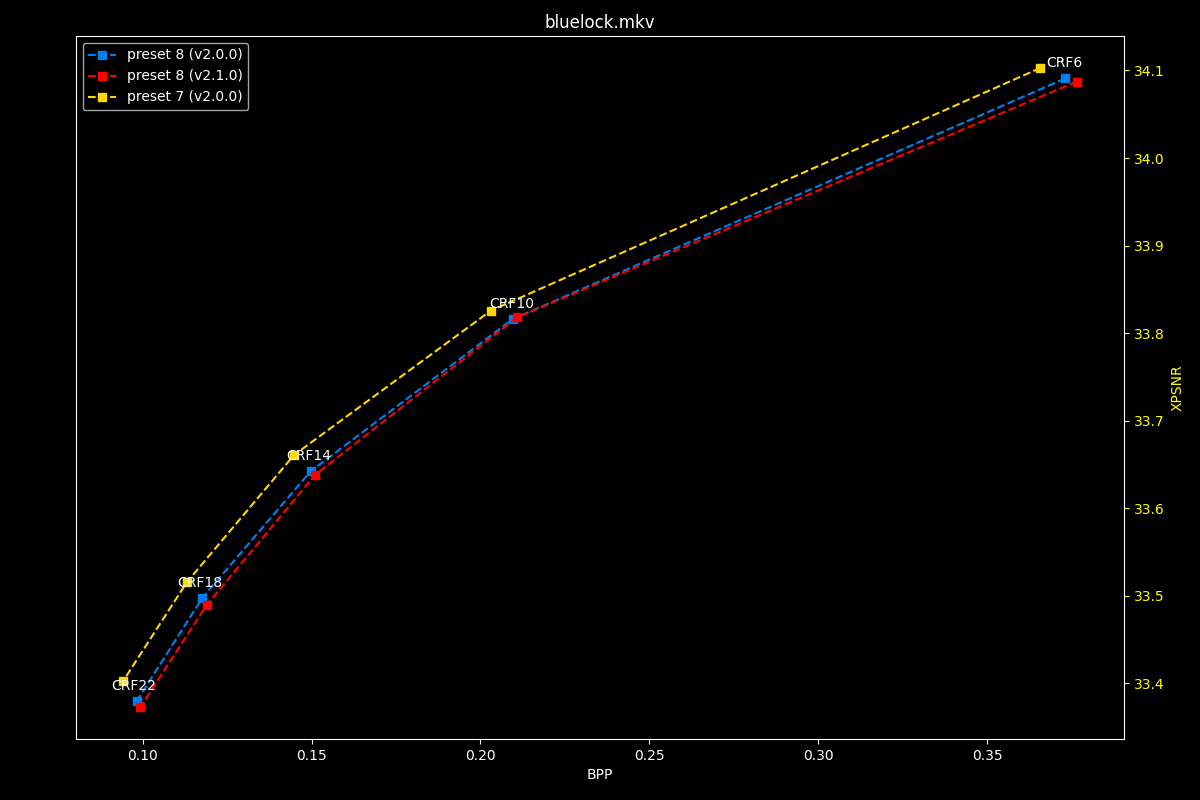 bluelock.mkv
preset 8 (v2.0.0)
preset 8 (v2.1.0)
preset 7 (v2.0.0)
CRF6
34.1
34.0
33.9
CRF10
33.8
XPSNR
33.7
CRF14
33.6
CRF18
33.5
CRF22
33.4
0.10 0.15 0.20 0.25 0.30 0.35
BPP